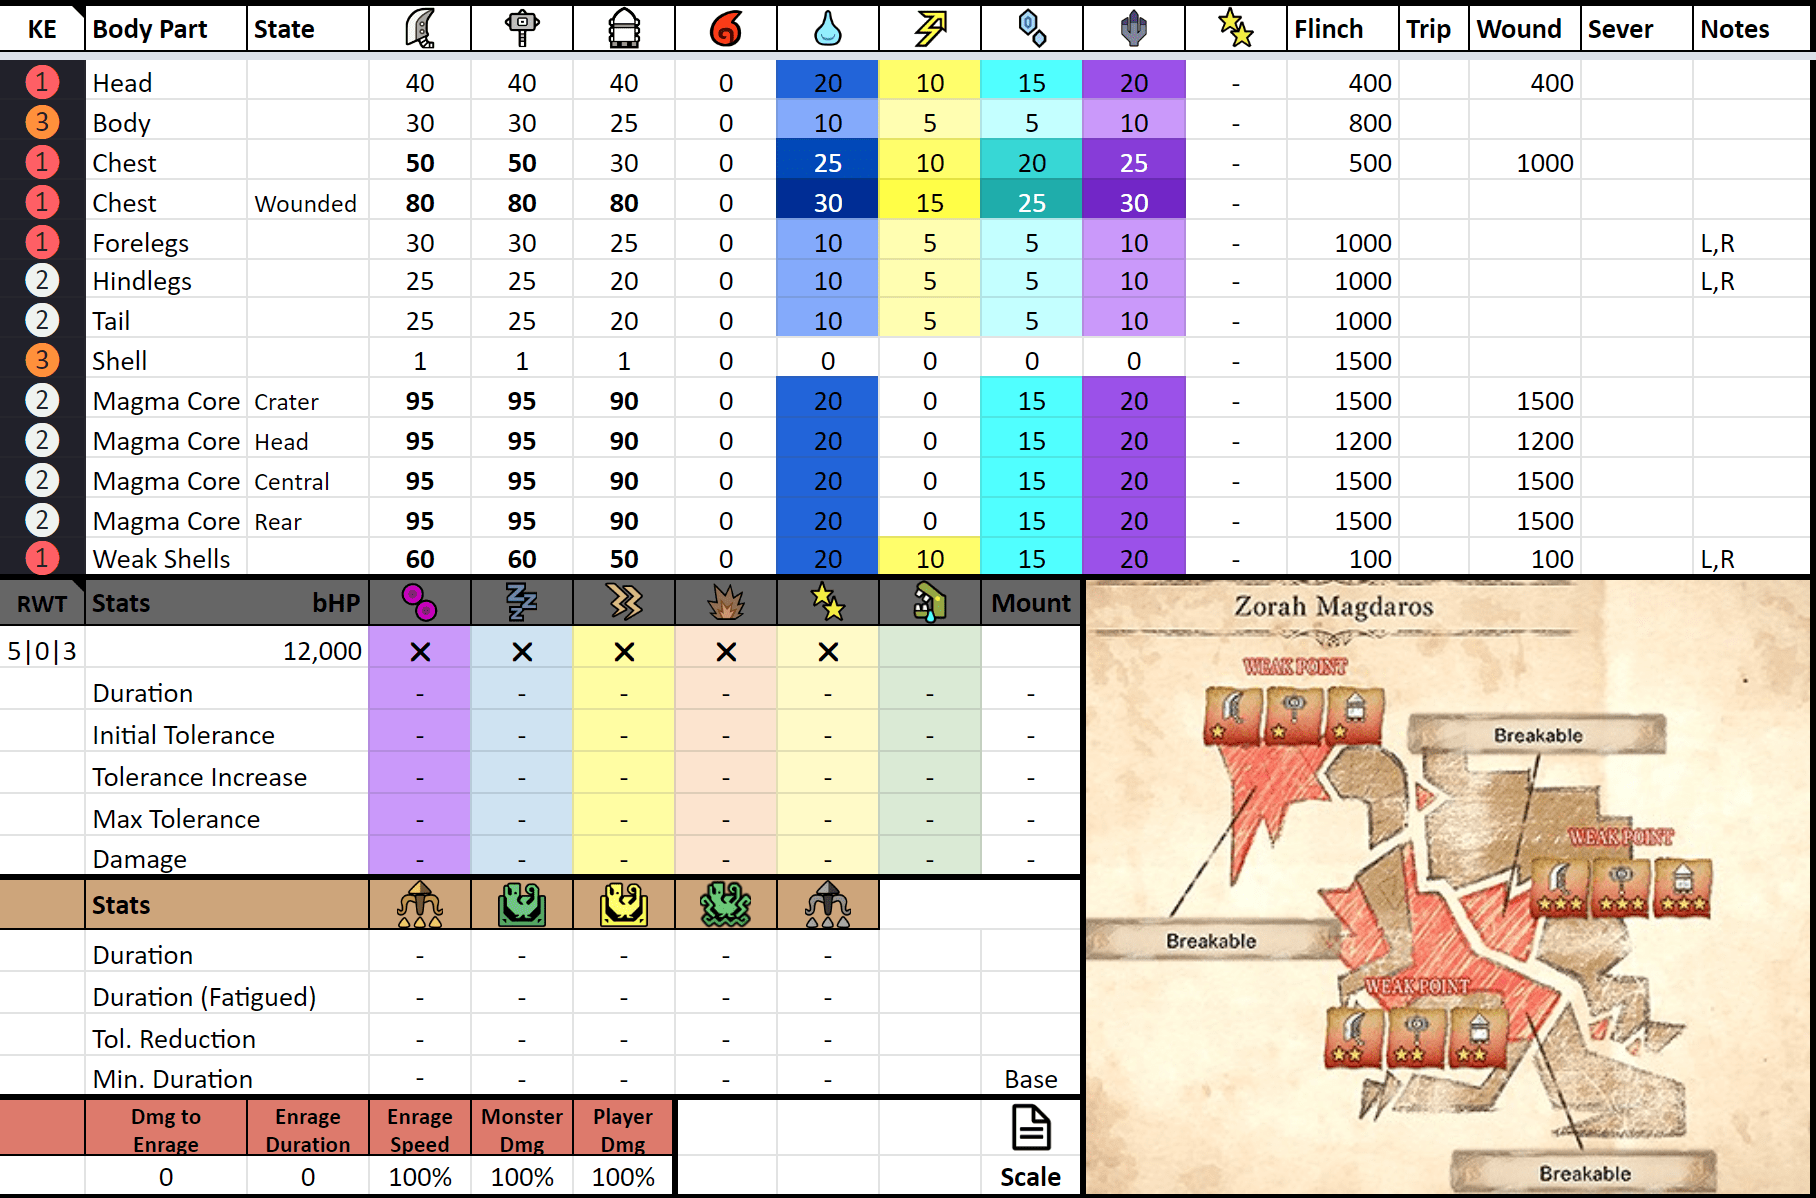 KE Body Part State Flinch Trip Wound Sever Notes
1 Head 40 40 40 0 20 10 15 20 - 400 400
3 Body 30 30 25 0 10 5 5 10 - 800
1 Chest 50 50 30 0 25 10 20 25 - 500 1000
1 Chest Wounded 80 80 80 0 30 15 25 30 -
1 Forelegs 30 30 25 0 10 5 5 10 - 1000 L,R
2 Hindlegs 25 25 20 0 10 5 5 10 - 1000 L,R
2 Tail 25 25 20 0 10 5 5 10 - 1000
3 Shell 1 1 1 0 0 0 0 0 - 1500
2 Magma Core Crater 95 95 90 0 20 0 15 20 - 1500 1500
2 Magma Core Head 95 95 90 0 20 0 15 20 - 1200 1200
2 Magma Core Central 95 95 90 0 20 0 15 20 - 1500 1500
2 Magma Core Rear 95 95 90 0 20 0 15 20 - 1500 1500
1 Weak Shells 60 60 50 0 20 10 15 20 - 100 100 L,R
RWT Stats bHP Mount
5|0|3 12,000
Duration - - - - - - -
Initial Tolerance - - - - - - -
Tolerance Increase - - - - - - -
Max Tolerance - - - - - - -
Damage - - - - - - -
Stats
Duration - - - - -
Duration (Fatigued) - - - - -
Tol. Reduction - - - - -
Min. Duration - - - - - Base
Dmg to Enrage Enrage Duration Enrage Speed Monster Dmg Player Dmg
0 0 100% 100% 100% Scale
Zorah Magdaros
WEAK POINT
Breakable
WEAK POINT
Breakable
WEAK POINT
Breakable